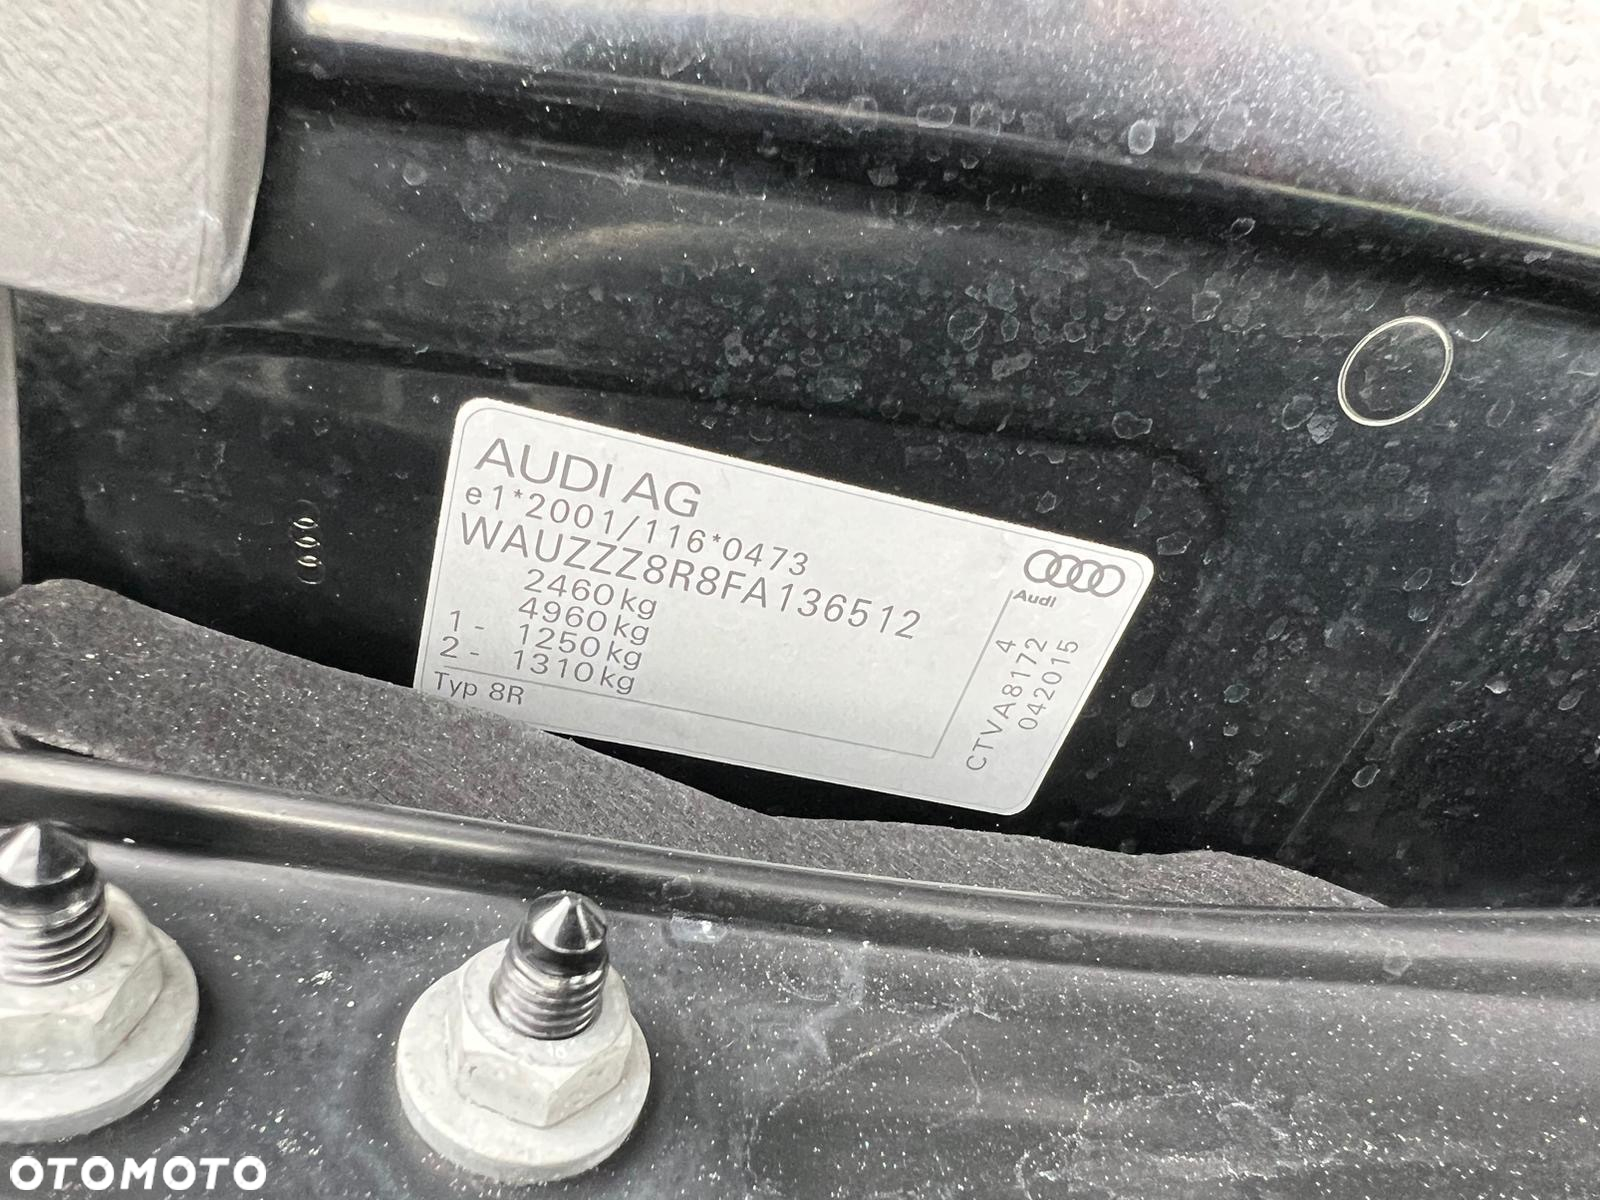 AUDI AG
e1*2001/116*0473
WAUZZZ8R8FA136512
2460kg
4960kg
1 - 1250kg
2 - 1310kg
Typ 8R
Audi
4
CTVA8172
042015
OTOMOTO